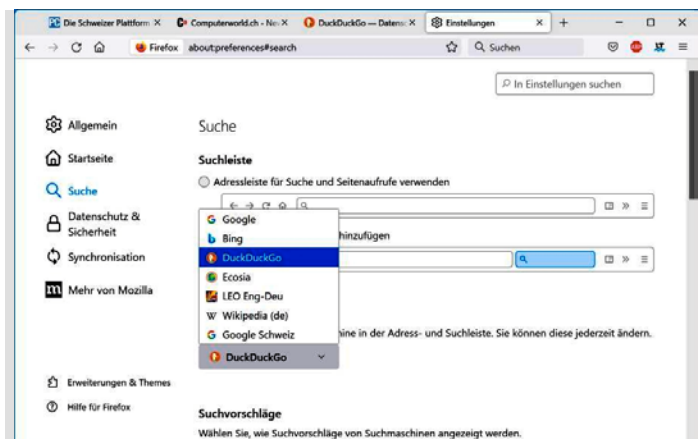 Die Schweizer Plattform
Computerworld.ch - Ne
DuckDuckGo — Datens
Einstellungen
Firefox
about:preferences#search
Suchen
In Einstellungen suchen
Allgemein
Startseite
Suche
Datenschutz &
Sicherheit
Synchronisation
Mehr von Mozilla
Erweiterungen & Themes
Hilfe für Firefox
Suche
Suchleiste
Adressleiste für Suche und Seitenaufrufe verwenden
hinzufügen
Google
Bing
DuckDuckGo
Ecosia
LEO Eng-Deu
Wikipedia (de)
Google Schweiz
hine in der Adress- und Suchleiste. Sie können diese jederzeit ändern.
DuckDuckGo
Suchvorschläge
Wählen Sie, wie Suchvorschläge von Suchmaschinen angezeigt werden.